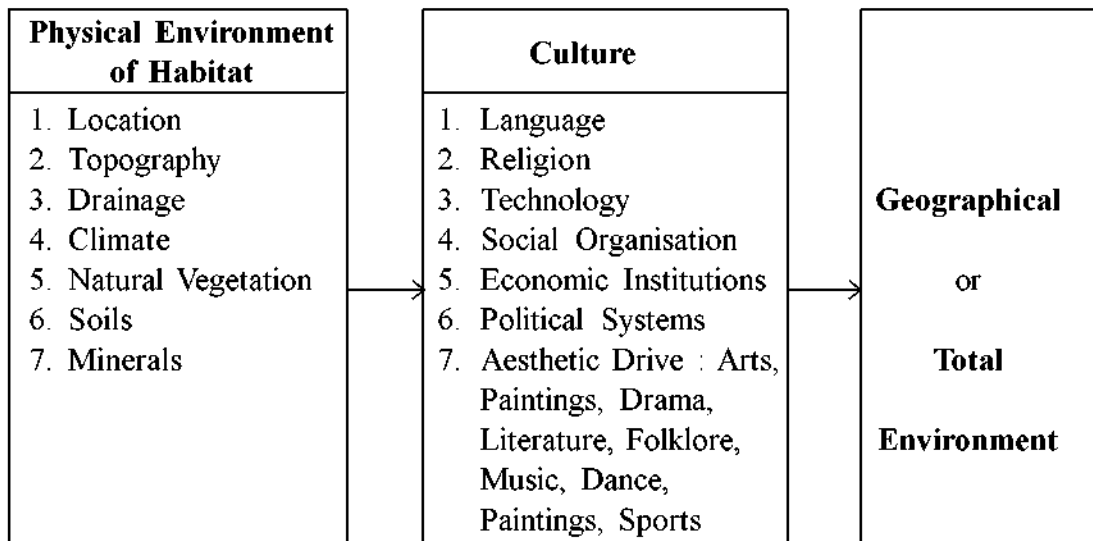 Physical Environment
of Habitat
1. Location
2. Topography
3. Drainage
4. Climate
5. Natural Vegetation
6. Soils
7. Minerals
Culture
1. Language
2. Religion
3. Technology
4. Social Organisation
5. Economic Institutions
6. Political Systems
7. Aesthetic Drive : Arts,
Paintings, Drama,
Literature, Folklore,
Music, Dance,
Paintings, Sports
Geographical
or
Total
Environment